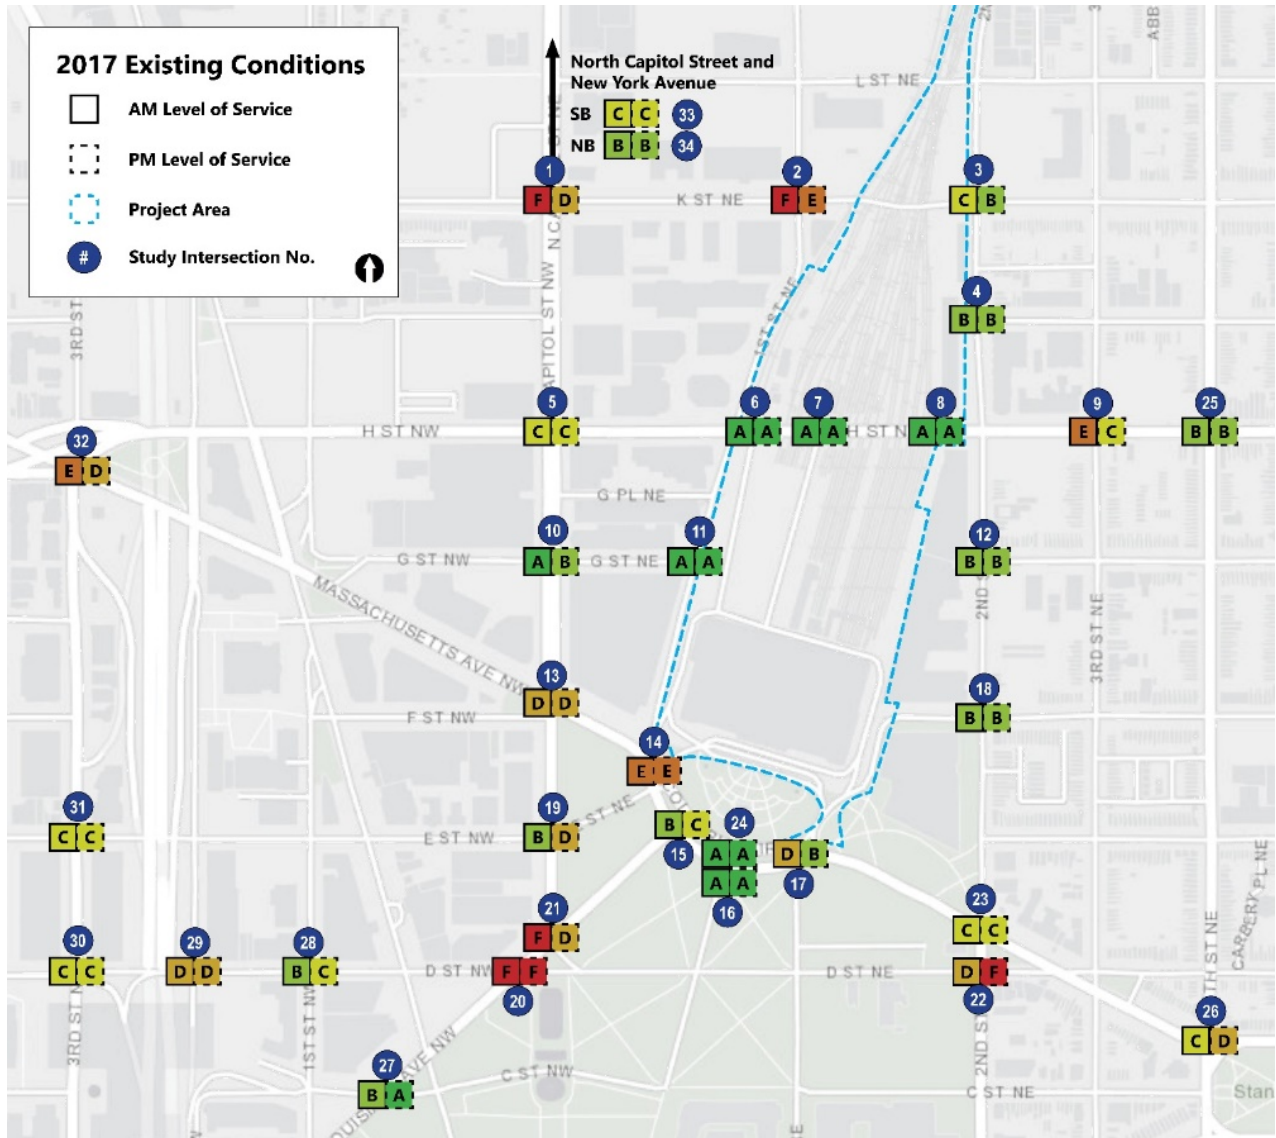 2017 Existing Conditions
AM Level of Service
PM Level of Service
Project Area
# Study Intersection No.
North Capitol Street and
New York Avenue
SB C C 33
NB B B 34
L ST NE
ABB
1
F D
K ST NE
2
F E
3
C B
3RD ST
4
B B
1ST ST NE
CAPITOL ST NW
5
C C
6
A A
7
A A
8
A A
9
E C
25
B B
H ST NW
H ST N
32
E D
G PL NE
10
A B
11
A A
12
B B
G ST NW
G ST NE
MASSACHUSETTS AVE NW
2ND S
3RD ST NE
13
D D
F ST NW
18
B B
14
E E
31
C C
E ST NW
19
B D
E ST NE
15
B C
24
A A
16
A A
17
D B
21
F D
20
F F
23
C C
22
D F
30
C C
29
D D
28
B C
D ST NW
D ST NE
3RD ST N
1ST ST NW
2ND ST
CARBERY PL NE
TH ST NE
26
C D
27
B A
AVE NW
C ST NW
C ST NE
Stan